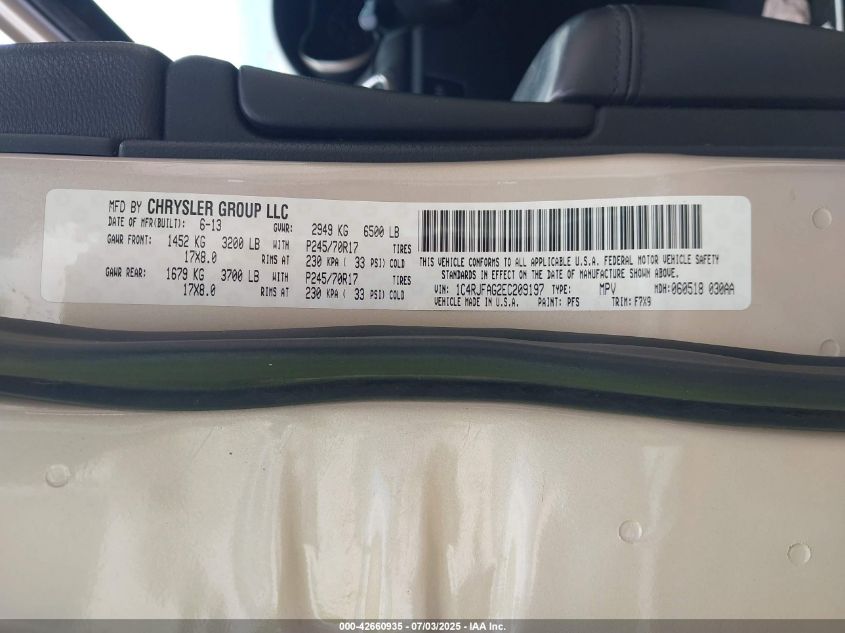 MFD BY CHRYSLER GROUP LLC
DATE OF MFR(BUILT): 6-13 GVWR: 2949 KG 6500 LB
GAWR FRONT: 1452 KG 3200 LB WITH P245/70R17 TIRES
17X8.0 RIMS AT 230 KPA ( 33 PSI) COLD
GAWR REAR: 1679 KG 3700 LB WITH P245/70R17 TIRES
17X8.0 RIMS AT 230 KPA ( 33 PSI) COLD
THIS VEHICLE CONFORMS TO ALL APPLICABLE U.S.A. FEDERAL MOTOR VEHICLE SAFETY
STANDARDS IN EFFECT ON THE DATE OF MANUFACTURE SHOWN ABOVE.
VIN: 1C4RJFAG2EC209197 TYPE: MPV MDH: 060518 030AA
VEHICLE MADE IN U.S.A. PAINT: PFS TRIM: F7X9
000-42660935 - 07/03/2025 - IAA Inc.